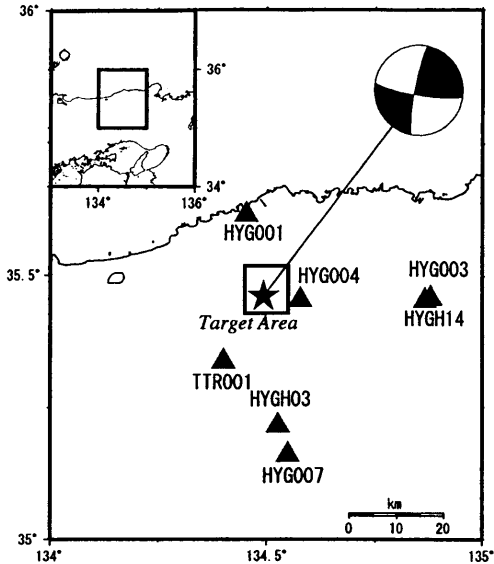 36°
36°
34°
134°
136°
HYG001
35.5°
HYG004
HYG003
Target Area
HYGH14
TTR001
HYGH03
HYG007
km
0 10 20
35°
134°
134.5°
135°